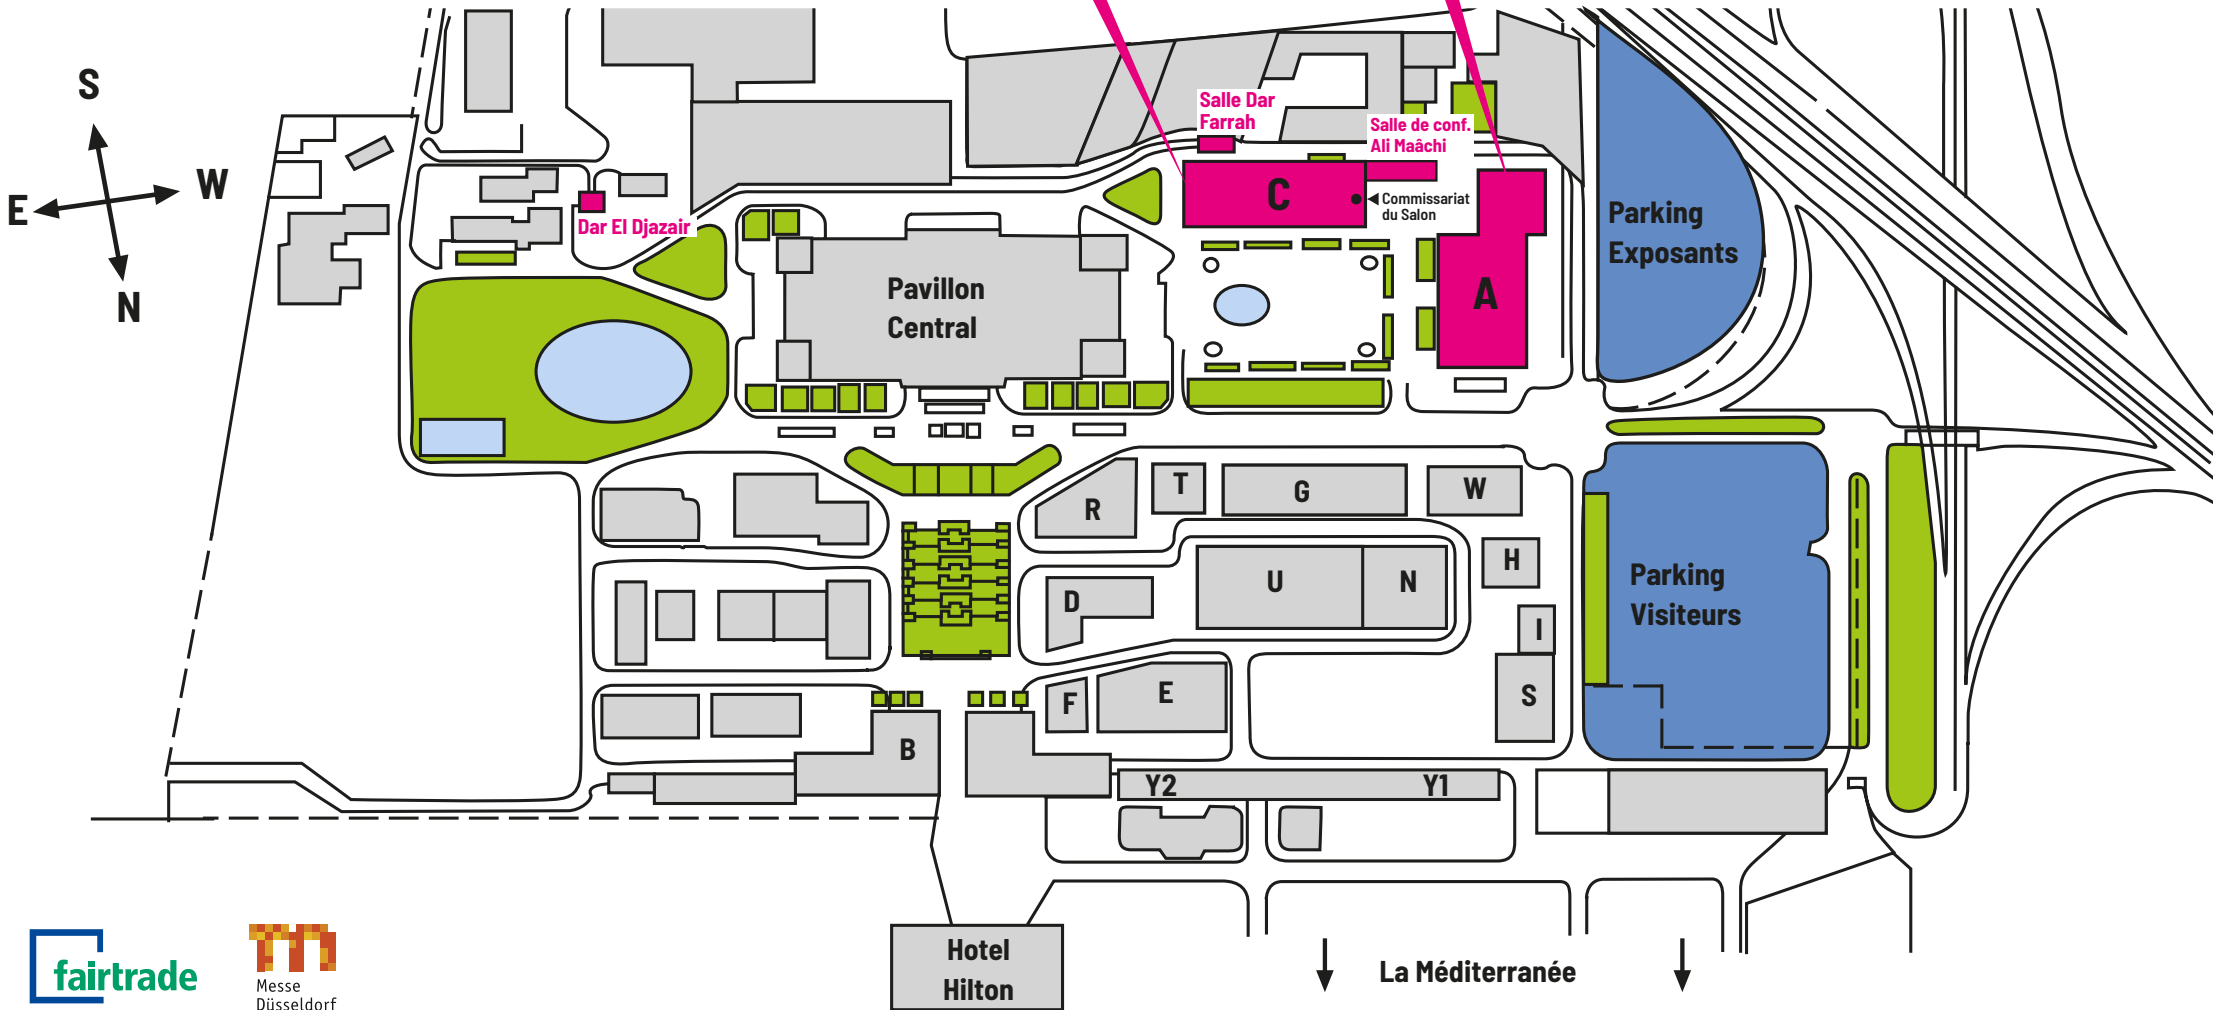 S
E
W
N
Salle Dar
Farrah
Salle de conf.
Ali Maâchi
C
Commissariat
du Salon
Dar El Djazair
Parking
Exposants
A
Pavillon
Central
R
T
G
W
H
D
U
N
I
Parking
Visiteurs
F
E
S
B
Y2
Y1
Hotel
Hilton
La Méditerranée
fairtrade
Messe
Düsseldorf